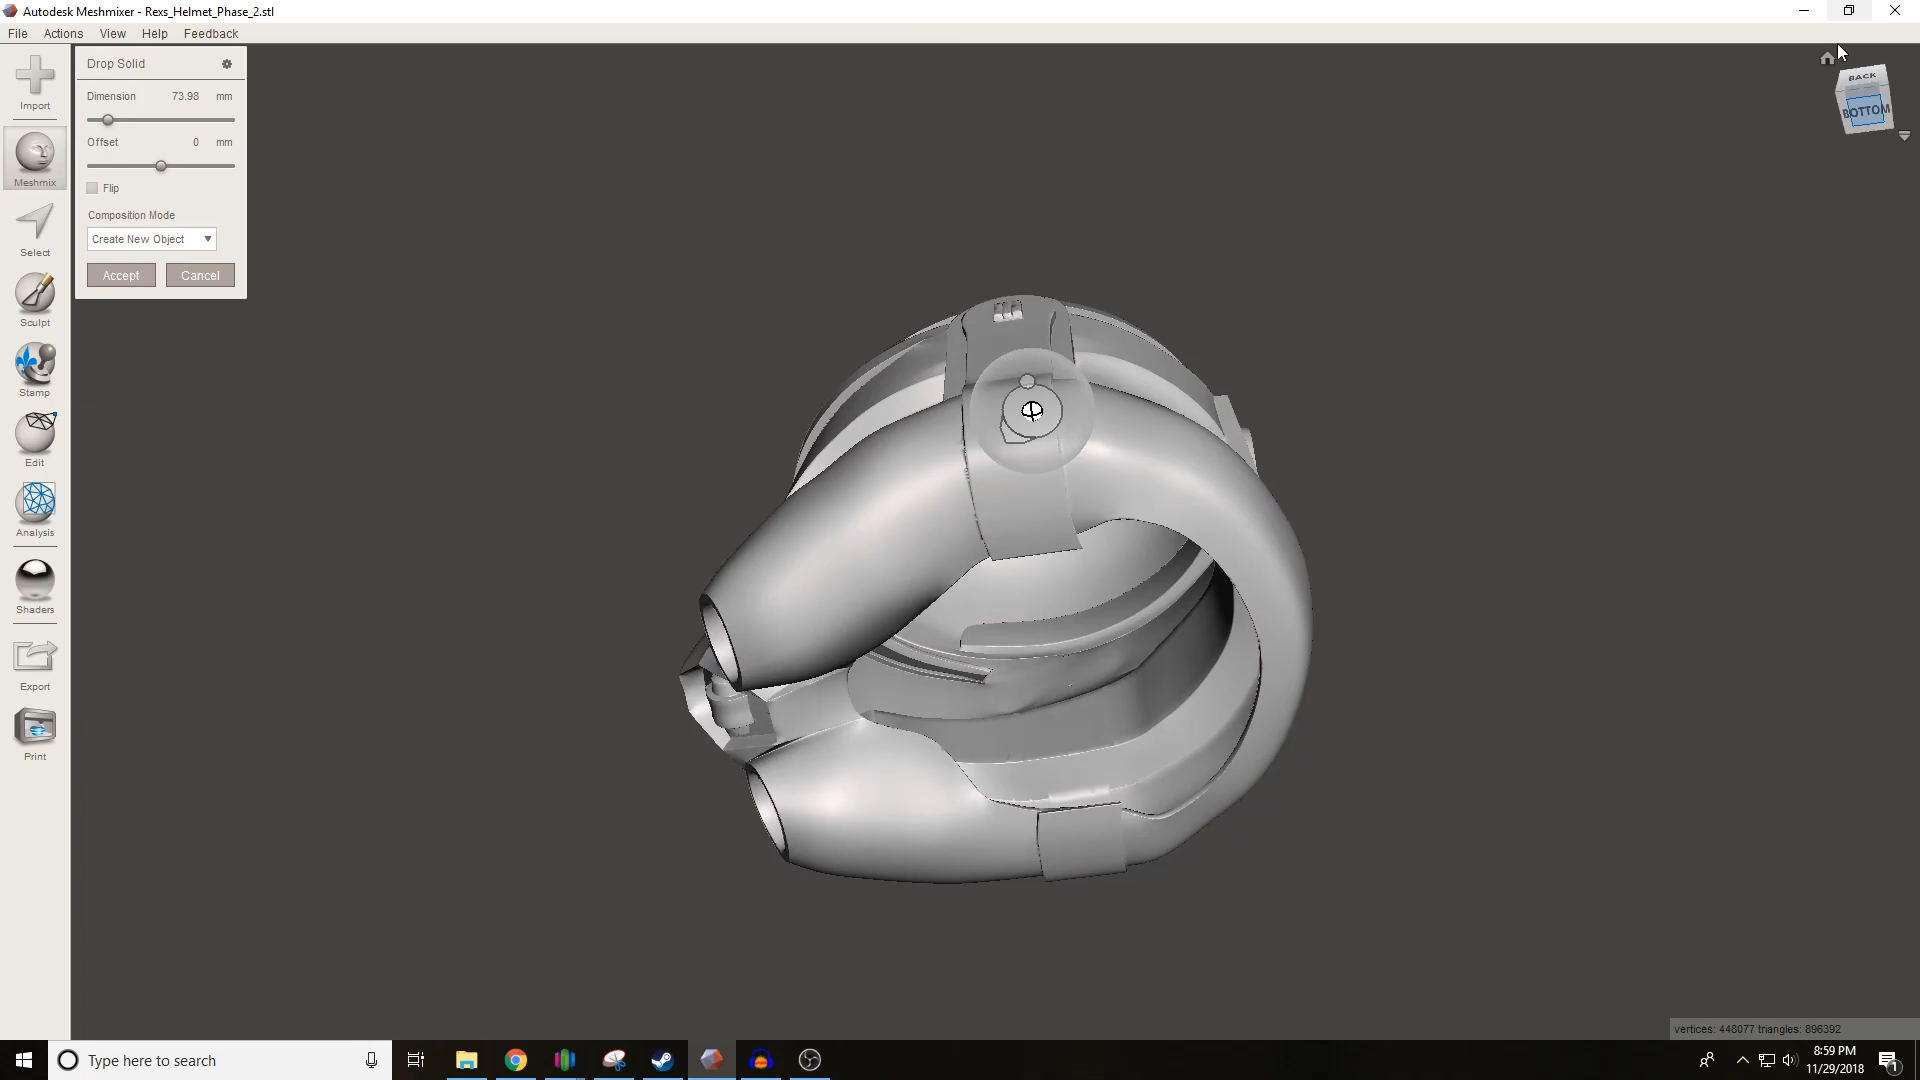 Autodesk Meshmixer - Rexs_Helmet_Phase_2.stl
File Actions View Help Feedback
Import
Meshmix
Select
Sculpt
Stamp
Edit
Analysis
Shaders
Export
Print
Drop Solid
Dimension 73.98 mm
Offset 0 mm
Flip
Composition Mode
Create New Object
Accept Cancel
BACK
BOTTOM
vertices: 448077 triangles: 896392
Type here to search
8:59 PM
11/29/2018
1